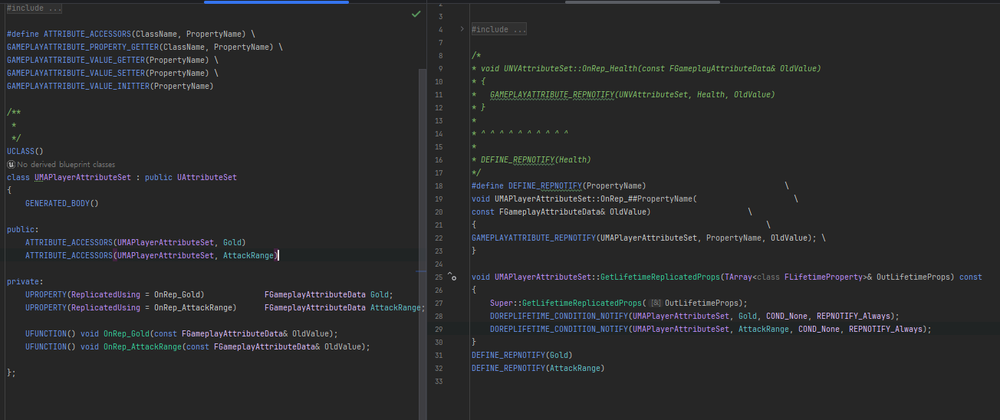 #include ...
#define ATTRIBUTE_ACCESSORS(ClassName, PropertyName) \
GAMEPLAYATTRIBUTE_PROPERTY_GETTER(ClassName, PropertyName) \
GAMEPLAYATTRIBUTE_VALUE_GETTER(PropertyName) \
GAMEPLAYATTRIBUTE_VALUE_SETTER(PropertyName) \
GAMEPLAYATTRIBUTE_VALUE_INITTER(PropertyName)
/**
 *
 */
UCLASS()
No derived blueprint classes
class UMAPlayerAttributeSet : public UAttributeSet
{
    GENERATED_BODY()
public:
    ATTRIBUTE_ACCESSORS(UMAPlayerAttributeSet, Gold)
    ATTRIBUTE_ACCESSORS(UMAPlayerAttributeSet, AttackRange)
private:
    UPROPERTY(ReplicatedUsing = OnRep_Gold)             FGameplayAttributeData Gold;
    UPROPERTY(ReplicatedUsing = OnRep_AttackRange)      FGameplayAttributeData AttackRange;
    UFUNCTION() void OnRep_Gold(const FGameplayAttributeData& OldValue);
    UFUNCTION() void OnRep_AttackRange(const FGameplayAttributeData& OldValue);
};
3
4 #include ...
7
8 /*
9 * void UNVAttributeSet::OnRep_Health(const FGameplayAttributeData& OldValue)
10 * {
11 *   GAMEPLAYATTRIBUTE_REPNOTIFY(UNVAttributeSet, Health, OldValue)
12 * }
13 *
14 * ^ ^ ^ ^ ^ ^ ^ ^ ^ ^
15 *
16 * DEFINE_REPNOTIFY(Health)
17 */
18 #define DEFINE_REPNOTIFY(PropertyName) \
19 void UMAPlayerAttributeSet::OnRep_##PropertyName( \
20 const FGameplayAttributeData& OldValue) \
21 { \
22 GAMEPLAYATTRIBUTE_REPNOTIFY(UMAPlayerAttributeSet, PropertyName, OldValue); \
23 }
24
25 void UMAPlayerAttributeSet::GetLifetimeReplicatedProps(TArray<class FLifetimeProperty>& OutLifetimeProps) const
26 {
27     Super::GetLifetimeReplicatedProps([&]OutLifetimeProps);
28     DOREPLIFETIME_CONDITION_NOTIFY(UMAPlayerAttributeSet, Gold, COND_None, REPNOTIFY_Always);
29     DOREPLIFETIME_CONDITION_NOTIFY(UMAPlayerAttributeSet, AttackRange, COND_None, REPNOTIFY_Always);
30 }
31 DEFINE_REPNOTIFY(Gold)
32 DEFINE_REPNOTIFY(AttackRange)
33